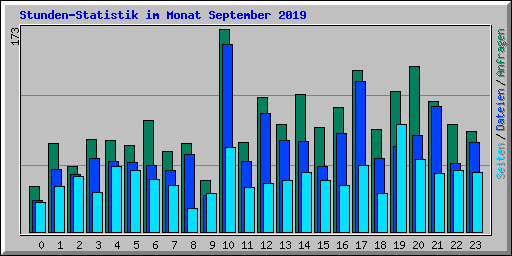 Stunden-Statistik im Monat September 2019
173
Seiten/Dateien/Anfragen
0 1 2 3 4 5 6 7 8 9 10 11 12 13 14 15 16 17 18 19 20 21 22 23